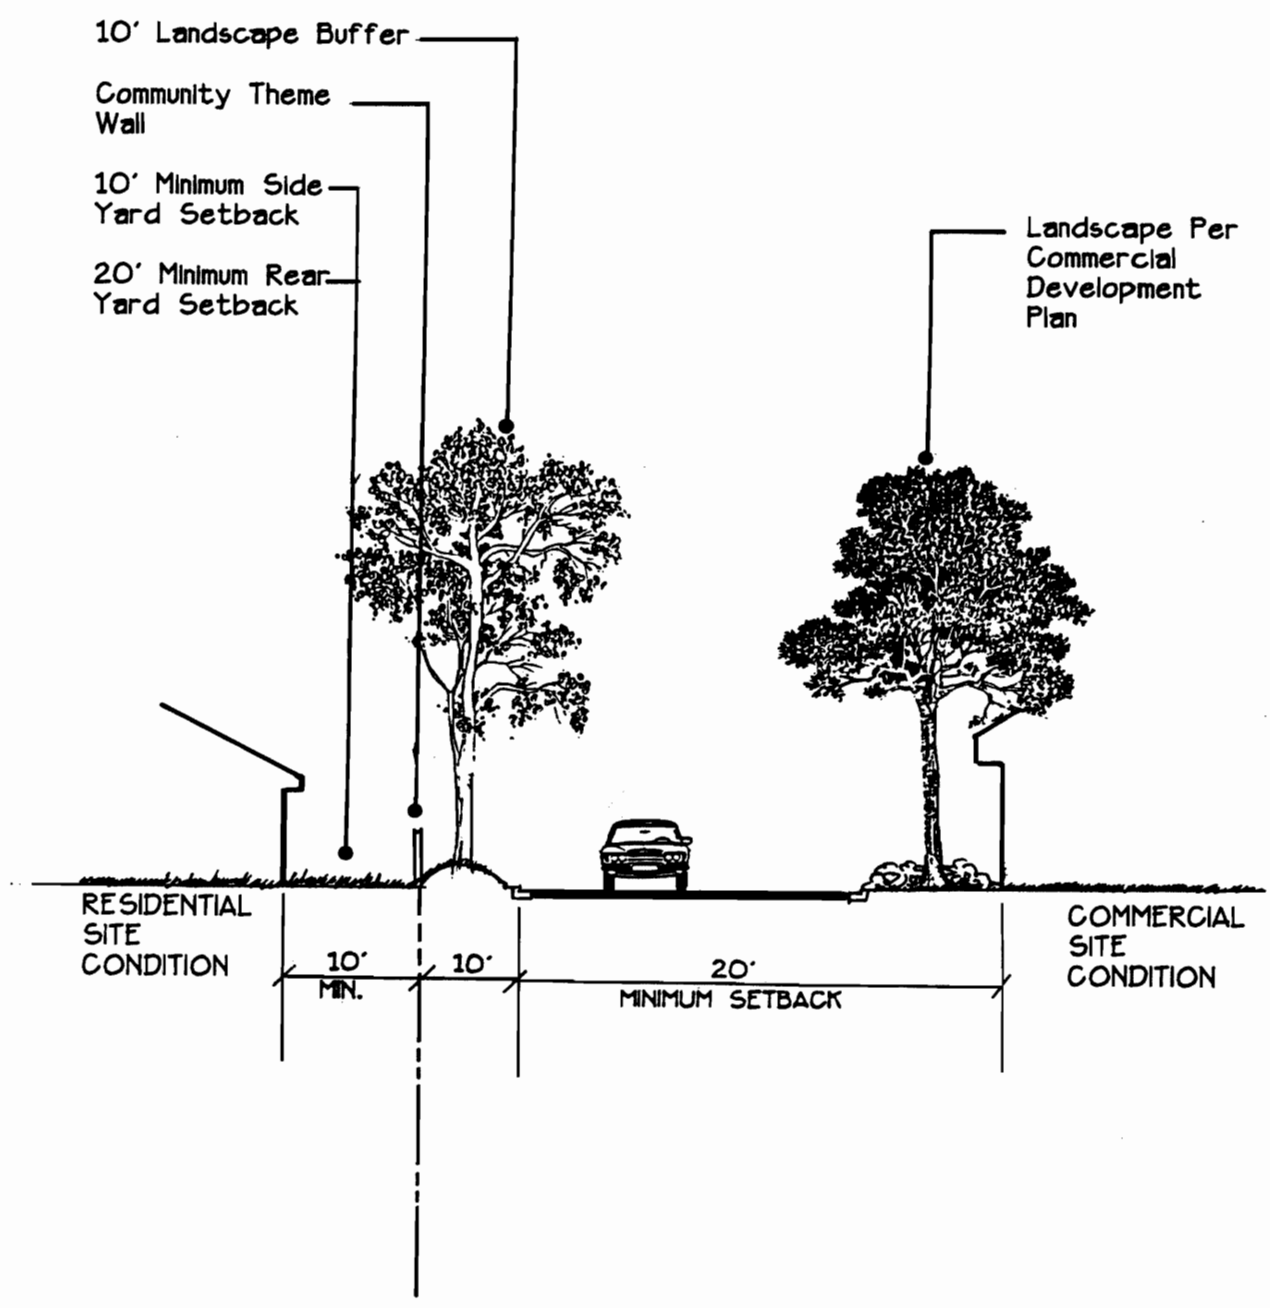 10' Landscape Buffer
Community Theme
Wall
10' Minimum Side
Yard Setback
20' Minimum Rear
Yard Setback
Landscape Per
Commercial
Development
Plan
RESIDENTIAL
SITE
CONDITION
10'
MIN.
10'
20'
MINIMUM SETBACK
COMMERCIAL
SITE
CONDITION